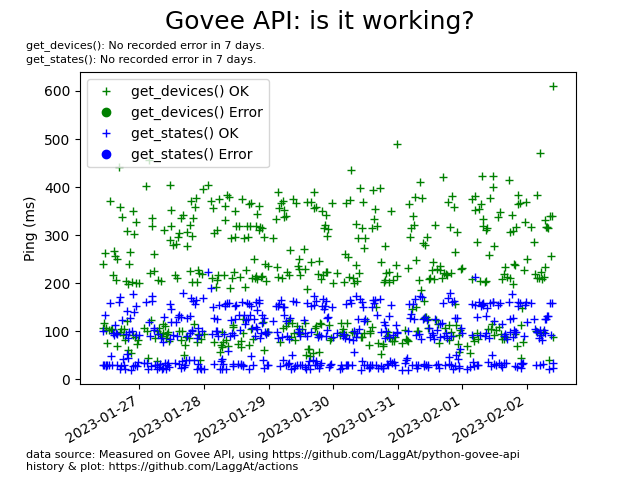 Govee API: is it working?
get_devices(): No recorded error in 7 days.
get_states(): No recorded error in 7 days.
get_devices() OK
get_devices() Error
get_states() OK
get_states() Error
Ping (ms)
600
500
400
300
200
100
0
2023-01-27
2023-01-28
2023-01-29
2023-01-30
2023-01-31
2023-02-01
2023-02-02
data source: Measured on Govee API, using https://github.com/LaggAt/python-govee-api
history & plot: https://github.com/LaggAt/actions